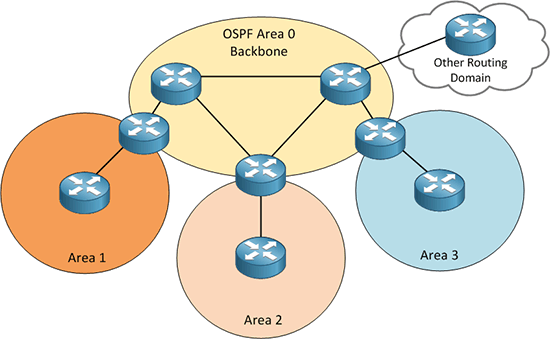 OSPF Area 0
Backbone
Other Routing
Domain
Area 1
Area 2
Area 3